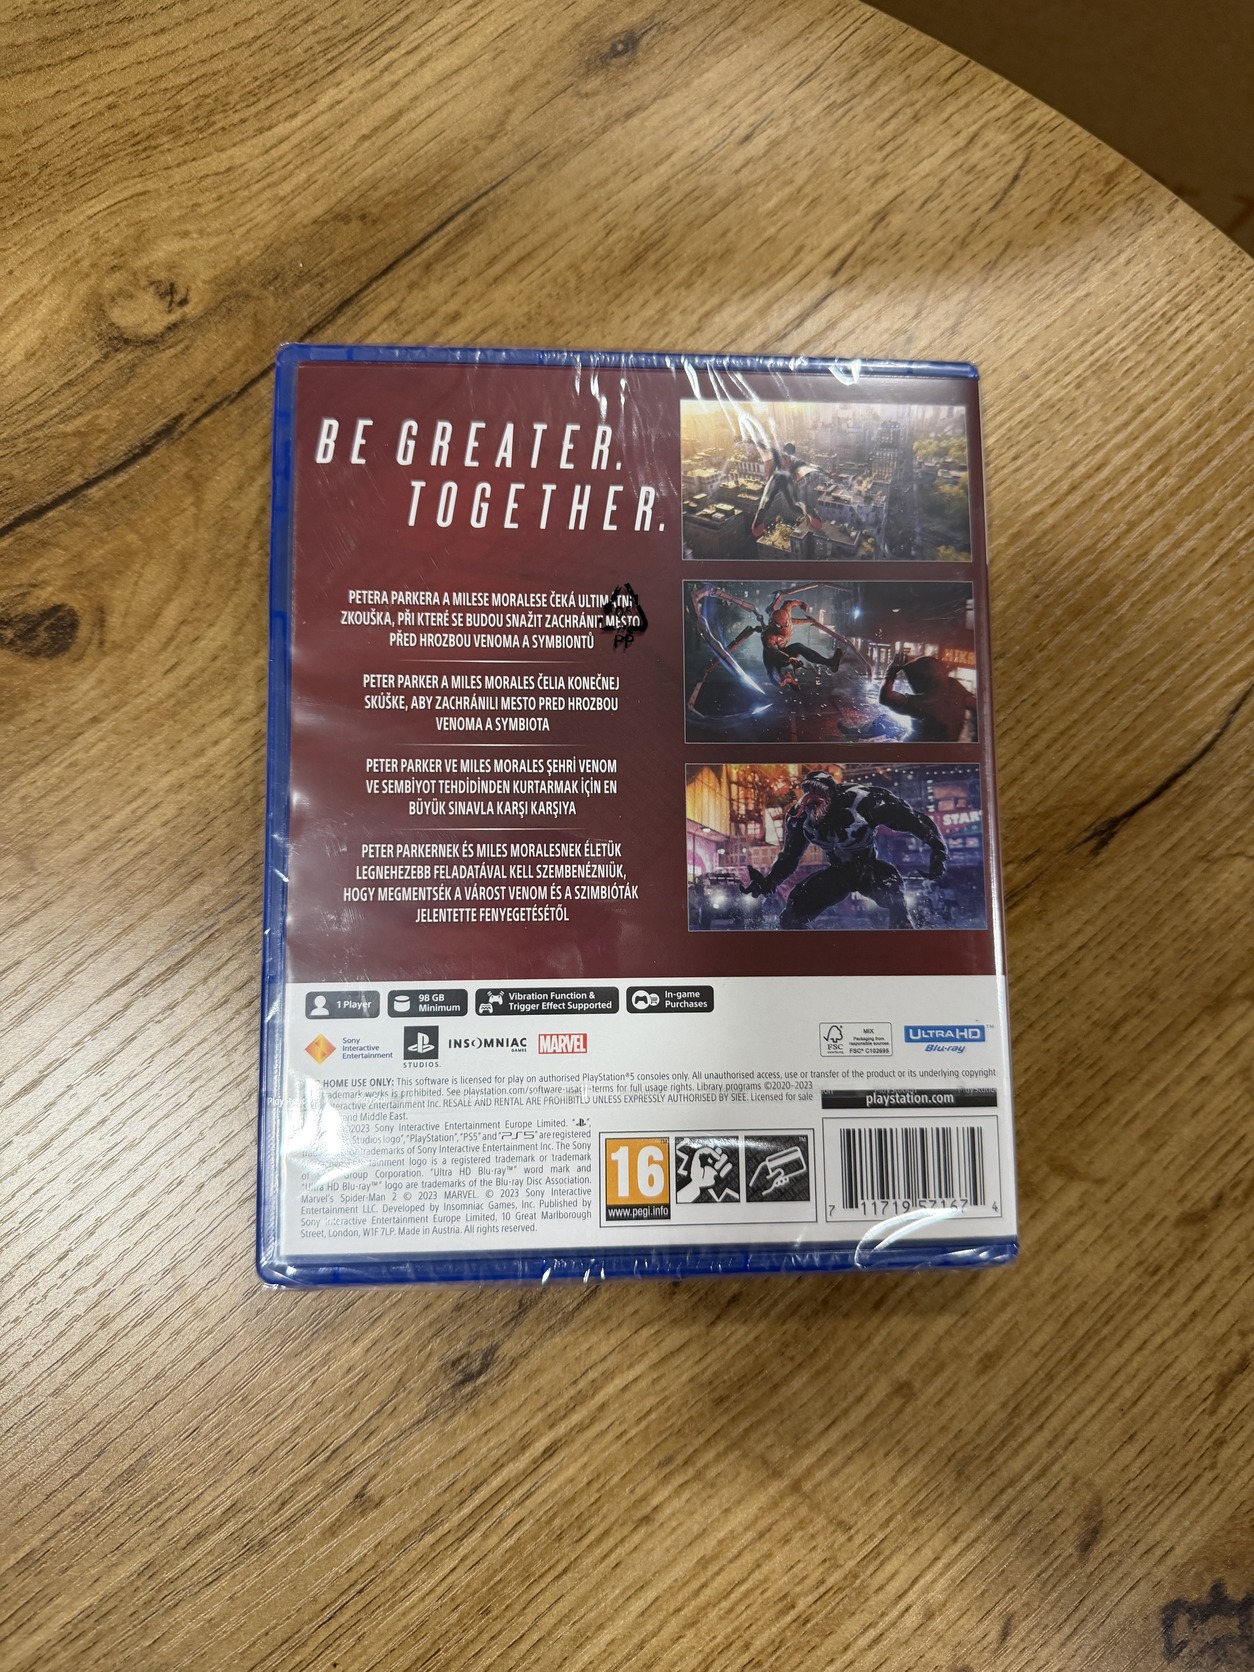 BE GREATER.
TOGETHER.
PETERA PARKERA A MILESE MORALESE ČEKÁ
ZKOUŠKA, PŘI KTERÉ SE BUDOU SNAŽIT ZACHRÁNIT MĚSTO
PŘED HROZBOU VENOMA A SYMBIONTŮ
PP
PETER PARKER A MILES MORALES ČELIA KONEČNEJ
SKÚŠKE, ABY ZACHRÁNILI MESTO PRED HROZBOU
VENOMA A SYMBIOTA
PETER PARKER VE MILES MORALES ŞEHRİ VENOM
VE SEMBİYOT TEHDİDİNDEN KURTARMAK İÇİN EN
BÜYÜK SINAVLA KARŞI KARŞIYA
PETER PARKERNEK ÉS MILES MORALESNEK ÉLETÜK
LEGNEHEZEBB FELADATÁVAL KELL SZEMBENÉZNIÜK,
HOGY MEGMENTSÉK A VÁROST VENOM ÉS A SZIMBIÓTÁK
JELENTETTE FENYEGETÉSÉTŐL
STAR
1 Player
98 GB
Minimum
Vibration Function &
Trigger Effect Supported
In-game
Purchases
Sony
Interactive
Entertainment
STUDIOS
INSOMNIAC
GAMES
MARVEL
FSC
MIX
Packaging from
responsible sources
FSC® C102695
ULTRA HD™
Blu-ray
HOME USE ONLY: This software is licensed for play on authorised PlayStation®5 consoles only. All unauthorised access, use or transfer of the product or its underlying copyright
trademark works is prohibited. See playstation.com/software-usage-terms for full usage rights. Library programs ©2020–2023
Interactive Entertainment Inc. RESALE AND RENTAL ARE PROHIBITED UNLESS EXPRESSLY AUTHORISED BY SIEE. Licensed for sale
and Middle East.
playstation.com
2023 Sony Interactive Entertainment Europe Limited.
Studios logo", "PlayStation", "PS5" and "PS5" are registered
trademarks of Sony Interactive Entertainment Inc. The Sony
logo is a registered trademark or trademark
of Group Corporation. "Ultra HD Blu-ray™" word mark and
"Ultra HD Blu-ray™" logo are trademarks of the Blu-ray Disc Association.
Marvel's Spider-Man 2 © 2023 MARVEL. © 2023 Sony Interactive
Entertainment LLC. Developed by Insomniac Games, Inc. Published by
Sony Interactive Entertainment Europe Limited, 10 Great Marlborough
Street, London, W1F 7LP. Made in Austria. All rights reserved.
16
www.pegi.info
7 11719 57167 4